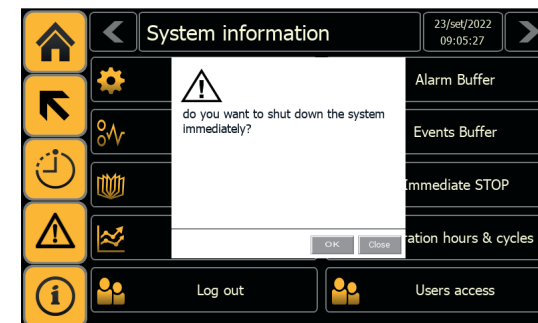 System information
23/set/2022
09:05:27
Alarm Buffer
do you want to shut down the system
immediately?
Events Buffer
Immediate STOP
ration hours & cycles
OK
Close
Log out
Users access